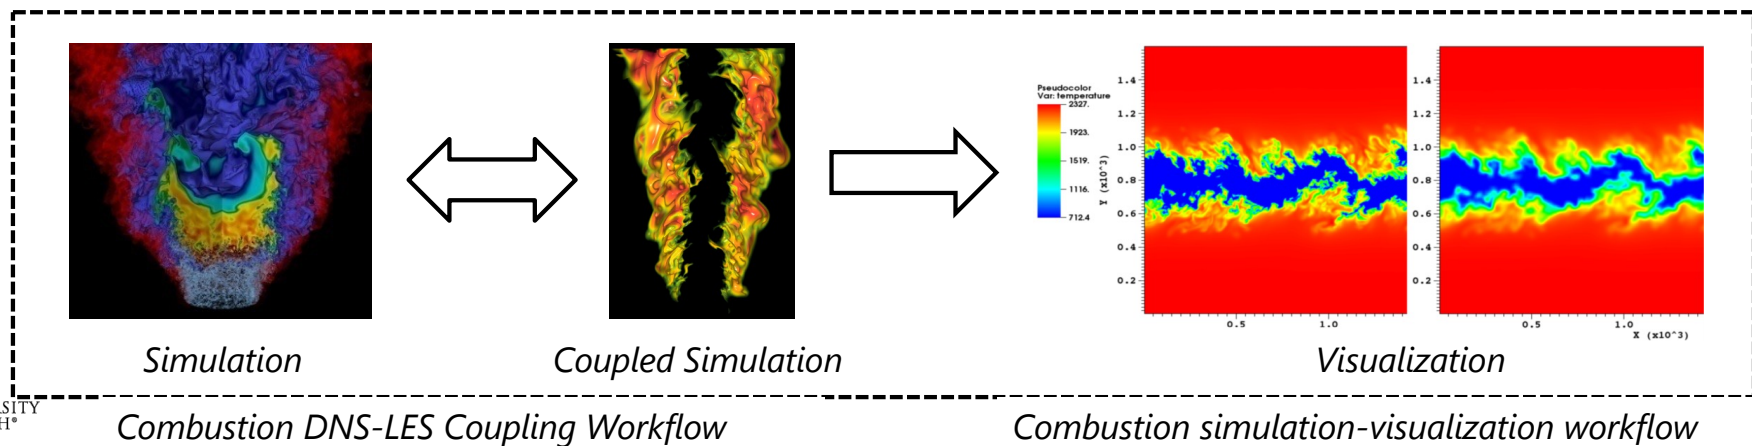 Pseudocolor
Var: temperature
2327.
1923.
1519.
1116.
712.4
Y (x10^3)
1.4
1.2
1.0
0.8
0.6
0.4
0.2
0.5
1.0
1.4
1.2
1.0
0.8
0.6
0.4
0.2
0.5
1.0
X (x10^3)
Simulation
Coupled Simulation
Visualization
Combustion DNS-LES Coupling Workflow
Combustion simulation-visualization workflow